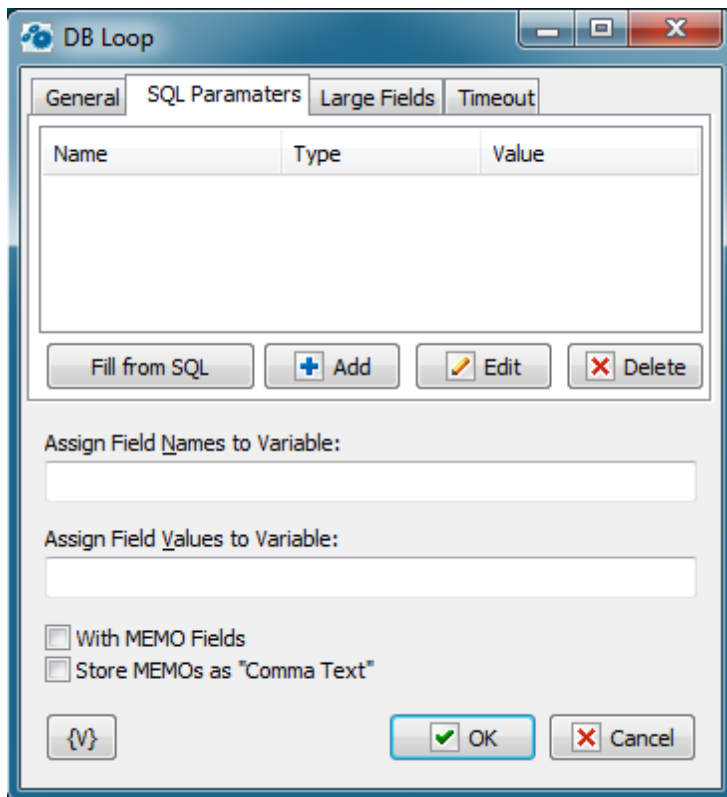 DB Loop
General SQL Paramaters Large Fields Timeout
Name Type Value
Fill from SQL Add Edit Delete
Assign Field Names to Variable:
Assign Field Values to Variable:
With MEMO Fields
Store MEMOs as "Comma Text"
{V} OK Cancel